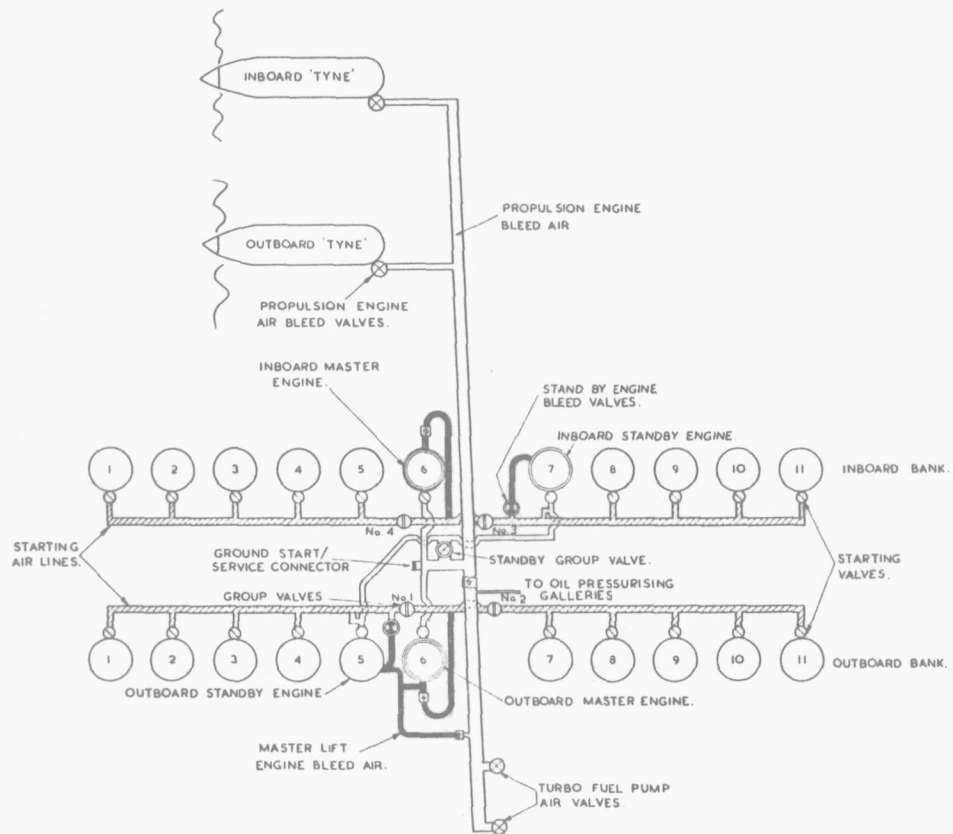 INBOARD 'TYNE'
OUTBOARD 'TYNE'
PROPULSION ENGINE
BLEED AIR
PROPULSION ENGINE
AIR BLEED VALVES.
INBOARD MASTER
ENGINE.
STAND BY ENGINE
BLEED VALVES.
INBOARD STANDBY ENGINE.
1 2 3 4 5 6 7 8 9 10 11
INBOARD BANK.
No 4
No 3
STARTING
AIR LINES.
GROUND START/
SERVICE CONNECTOR
STANDBY GROUP VALVE.
STARTING
VALVES.
TO OIL PRESSURISING
GALLERIES
GROUP VALVES
No 1
No 2
1 2 3 4 5 6 7 8 9 10 11
OUTBOARD BANK.
OUTBOARD STANDBY ENGINE
OUTBOARD MASTER ENGINE.
MASTER LIFT
ENGINE BLEED AIR.
TURBO FUEL PUMP
AIR VALVES.